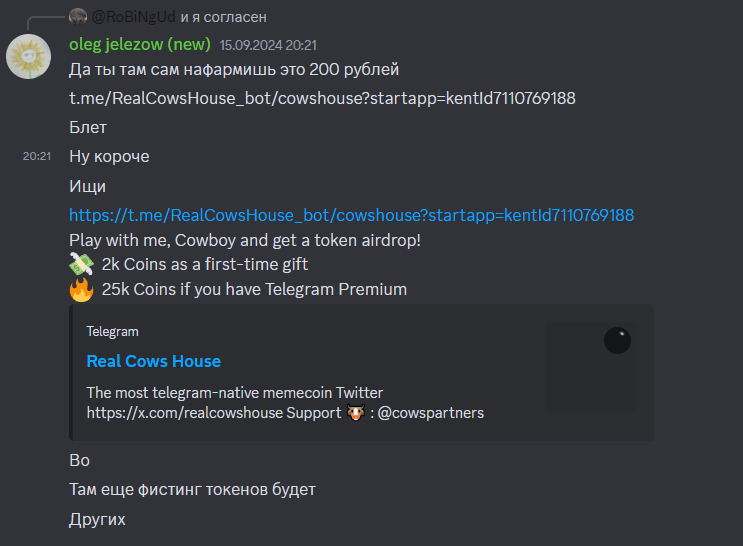 @RoBiNgUd и я согласен
oleg jelezow (new) 15.09.2024 20:21
Да ты там сам нафармишь это 200 рублей
t.me/RealCowsHouse_bot/cowshouse?startapp=kentId7110769188
Блет
20:21 Ну короче
Ищи
https://t.me/RealCowsHouse_bot/cowshouse?startapp=kentId7110769188
Play with me, Cowboy and get a token airdrop!
💸 2k Coins as a first-time gift
🔥 25k Coins if you have Telegram Premium
Telegram
Real Cows House
The most telegram-native memecoin Twitter
https://x.com/realcowshouse Support 🐮 : @cowspartners
Во
Там еще фистинг токенов будет
Других